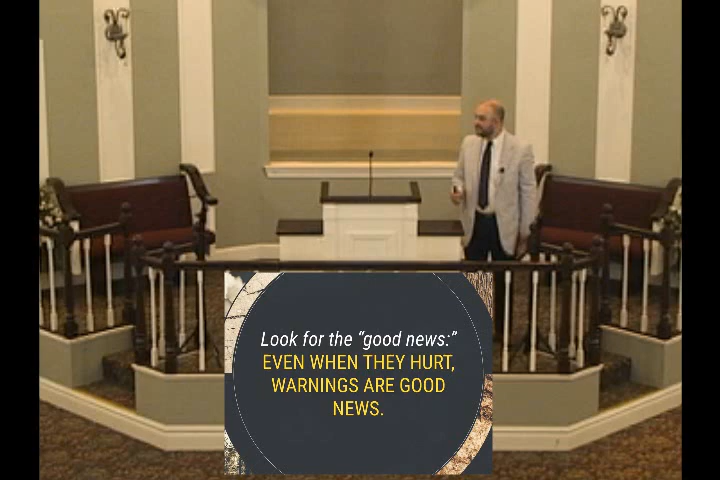 Look for the “good news:”
EVEN WHEN THEY HURT,
WARNINGS ARE GOOD
NEWS.